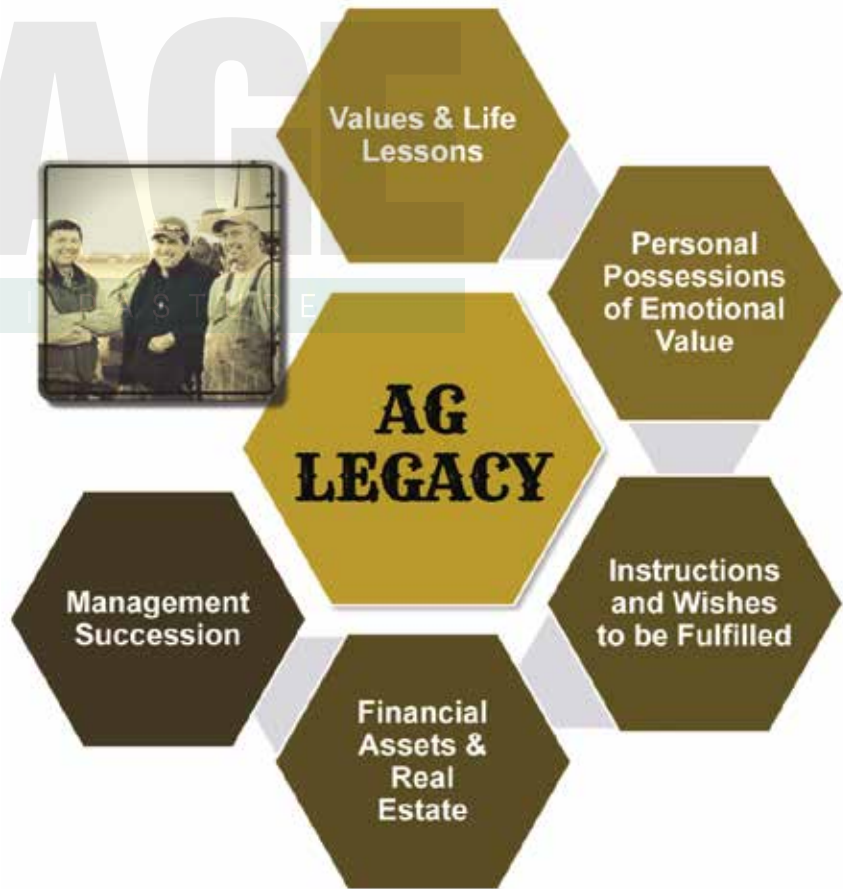 Values & Life
Lessons
Personal
Possessions
of Emotional
Value
AG
LEGACY
Instructions
and Wishes
to be Fulfilled
Management
Succession
Financial
Assets &
Real
Estate